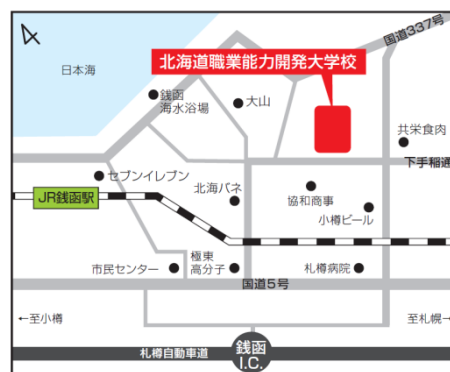 国道337号
北海道職業能力開発大学校
日本海
銭函
海水浴場
大山
共栄食肉
下手稲通
セブンイレブン
JR銭函駅
北海バネ
協和商事
小樽ビール
市民センター
極東
高分子
札樽病院
国道5号
←至小樽
至札幌→
札樽自動車道
銭函
I.C.